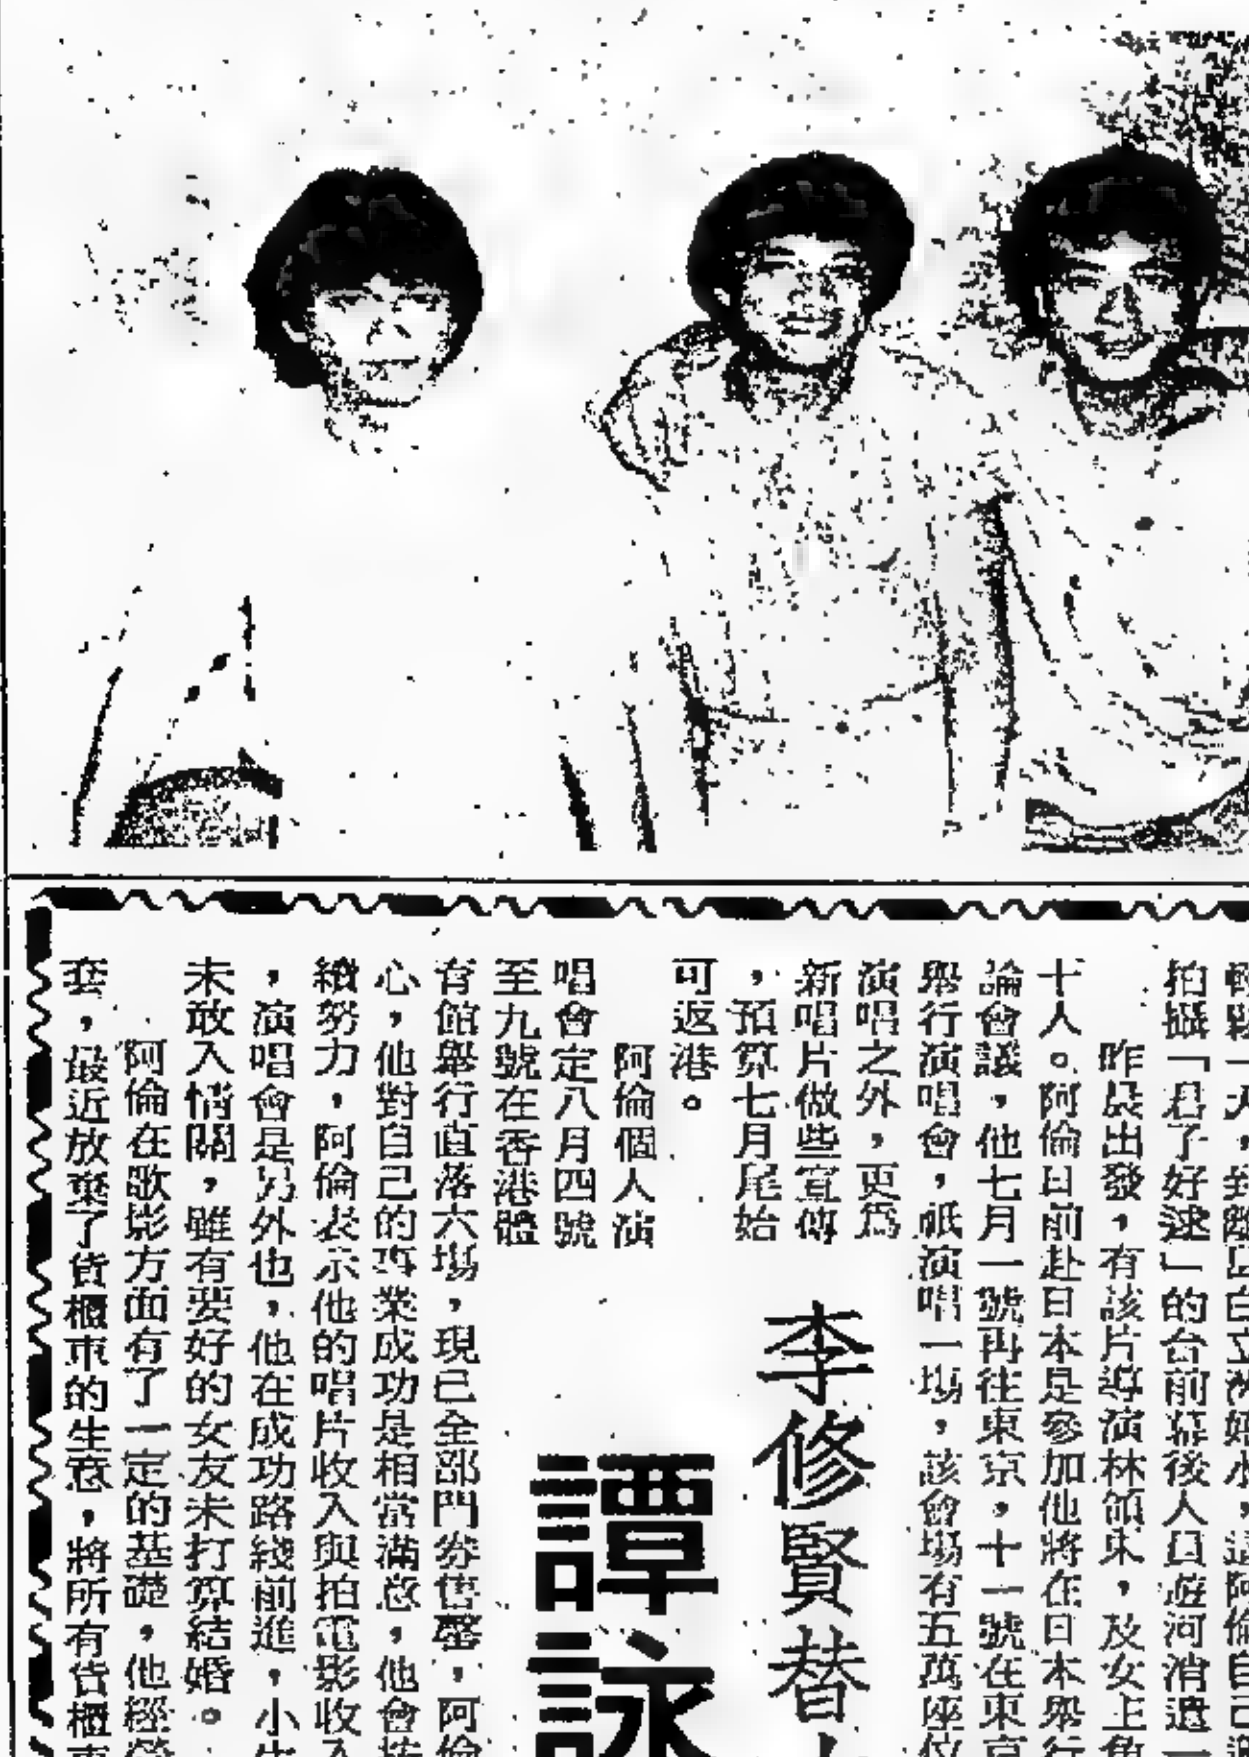 拍攝「君子好逑」的台前幕後人員遊河消遣一
昨晨出發，有該片導演林領東，及女上
十人。阿倫日前赴日本是參加他將在日本舉行
論會議，他七月一號再往東京，十一號在東京
舉行演唱會，祇演唱一塲，該會場有五萬座位
演唱之外，更爲
新唱片做些宣傳
，預算七月尾始
可返港。
阿倫個人演
唱會定八月四號
至九號在香港體
育館舉行直落六塲，現已全部門券售罄，阿倫
心，他對自己的事業成功是相當滿意，他會
續努力，阿倫表示他的唱片收入與拍電影收入
，演唱會是另外也，他在成功路綫前進，小
未敢入情關，雖有要好的女友未打算結婚。
阿倫在歌影方面有了一定的基礎，他經營
套，最近放棄了貨櫃車的生意，將所有貨櫃車
李修賢替
譚詠